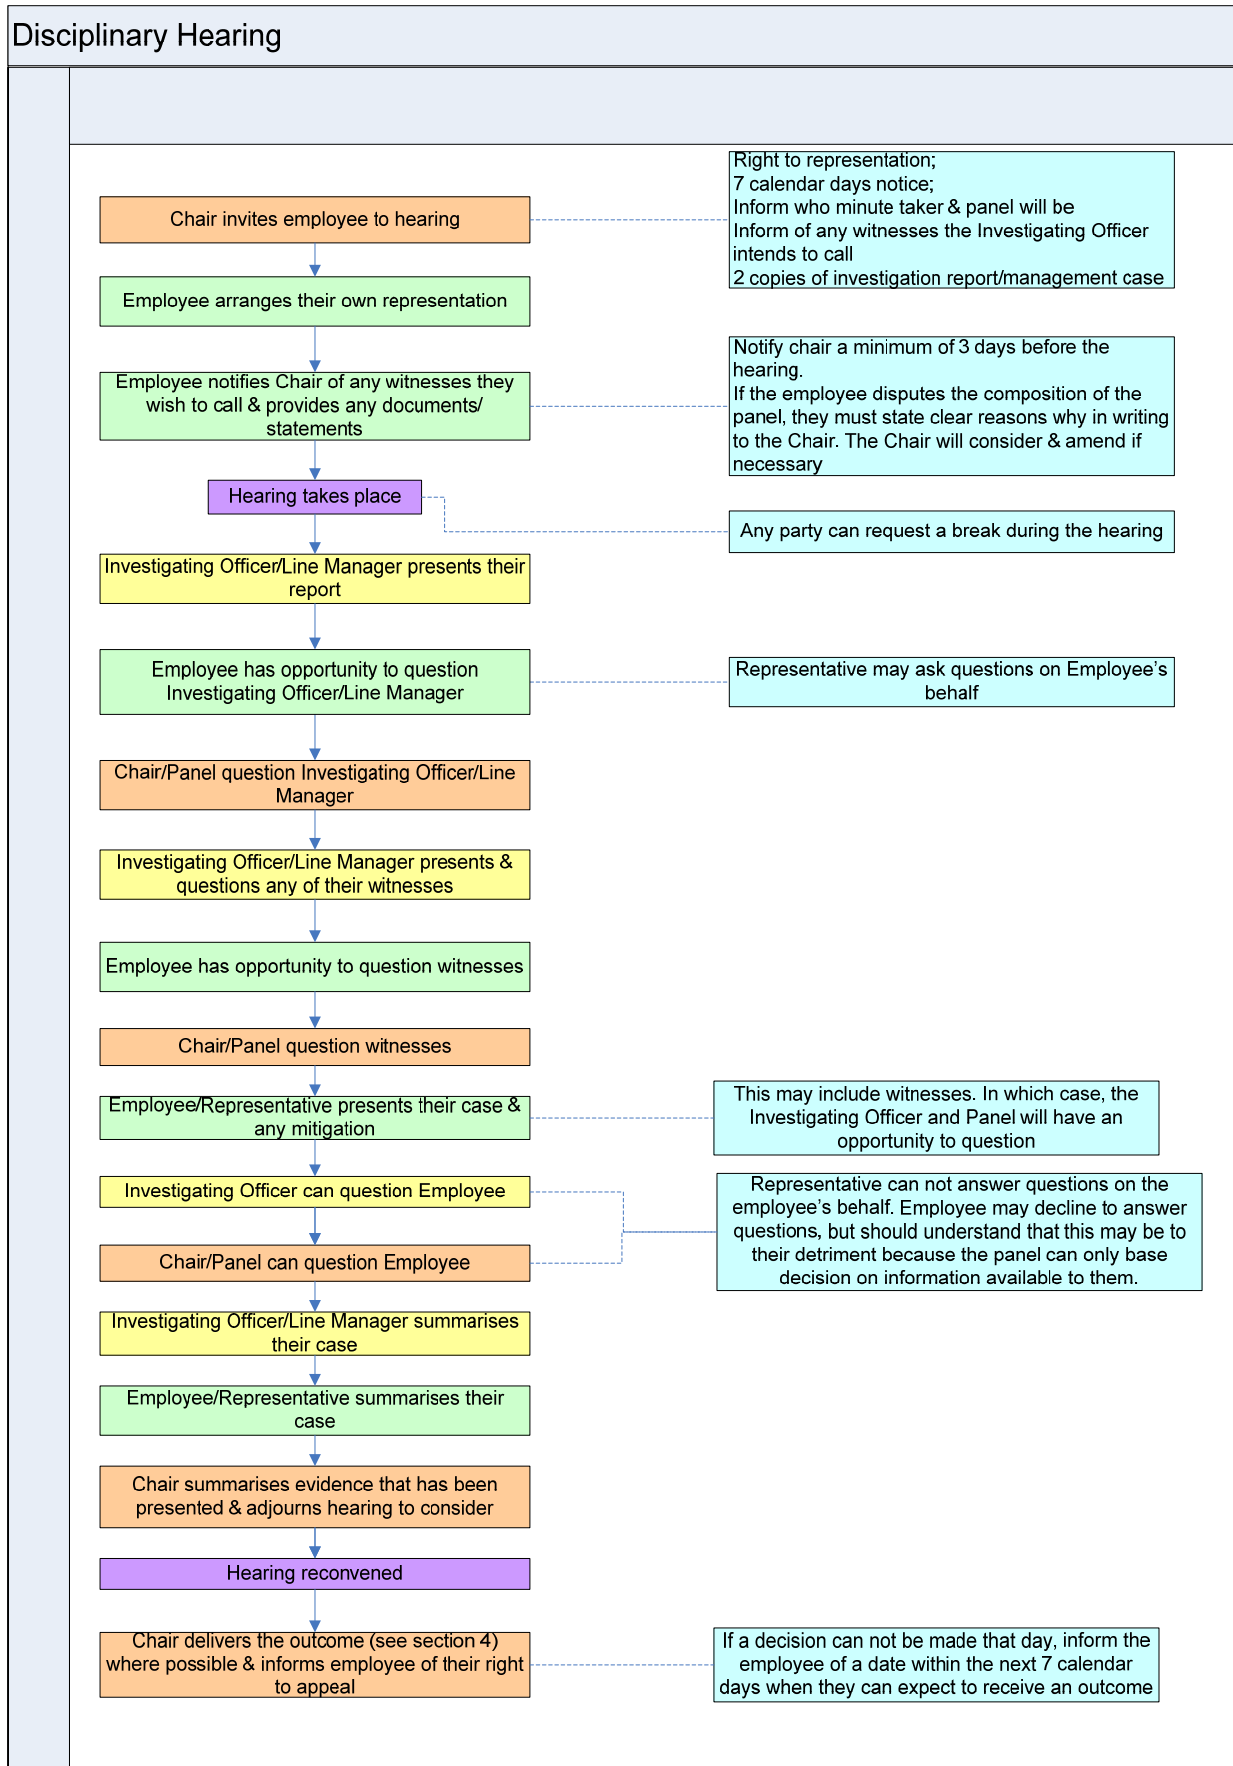 Disciplinary Hearing
Chair invites employee to hearing
Right to representation;
7 calendar days notice;
Inform who minute taker & panel will be
Inform of any witnesses the Investigating Officer
intends to call
2 copies of investigation report/management case
Employee arranges their own representation
Employee notifies Chair of any witnesses they
wish to call & provides any documents/
statements
Notify chair a minimum of 3 days before the
hearing.
If the employee disputes the composition of the
panel, they must state clear reasons why in writing
to the Chair. The Chair will consider & amend if
necessary
Hearing takes place
Any party can request a break during the hearing
Investigating Officer/Line Manager presents their
report
Employee has opportunity to question
Investigating Officer/Line Manager
Representative may ask questions on Employee's
behalf
Chair/Panel question Investigating Officer/Line
Manager
Investigating Officer/Line Manager presents &
questions any of their witnesses
Employee has opportunity to question witnesses
Chair/Panel question witnesses
Employee/Representative presents their case &
any mitigation
This may include witnesses. In which case, the
Investigating Officer and Panel will have an
opportunity to question
Investigating Officer can question Employee
Chair/Panel can question Employee
Representative can not answer questions on the
employee's behalf. Employee may decline to answer
questions, but should understand that this may be to
their detriment because the panel can only base
decision on information available to them.
Investigating Officer/Line Manager summarises
their case
Employee/Representative summarises their
case
Chair summarises evidence that has been
presented & adjourns hearing to consider
Hearing reconvened
Chair delivers the outcome (see section 4)
where possible & informs employee of their right
to appeal
If a decision can not be made that day, inform the
employee of a date within the next 7 calendar
days when they can expect to receive an outcome